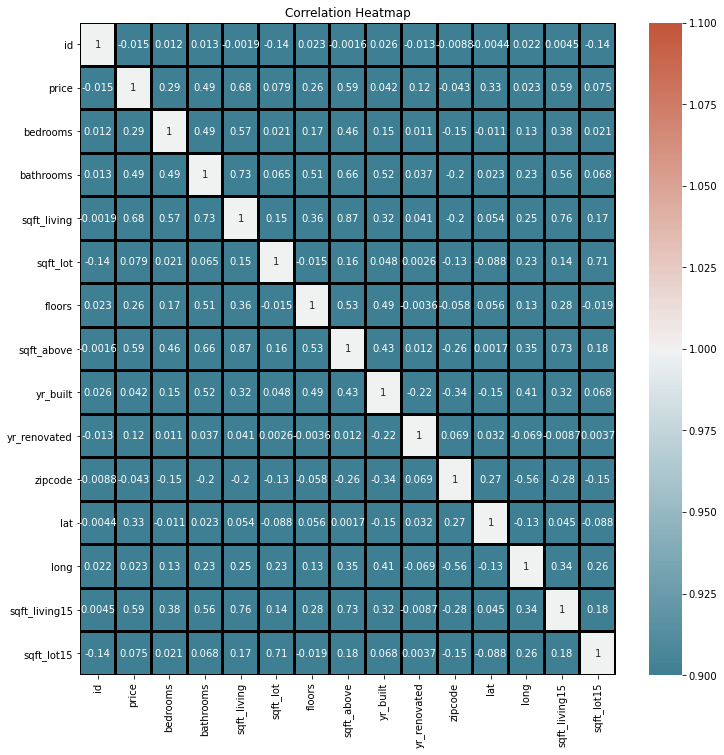 Correlation Heatmap
id 1 -0.015 0.012 0.013 -0.0019 -0.14 0.023 -0.0016 0.026 -0.013 -0.0088 -0.0044 0.022 0.0045 -0.14
price -0.015 1 0.29 0.49 0.68 0.079 0.26 0.59 0.042 0.12 -0.043 0.33 0.023 0.59 0.075
bedrooms 0.012 0.29 1 0.49 0.57 0.021 0.17 0.46 0.15 0.011 -0.15 -0.011 0.13 0.38 0.021
bathrooms 0.013 0.49 0.49 1 0.73 0.065 0.51 0.66 0.52 0.037 -0.2 0.023 0.23 0.56 0.068
sqft_living -0.0019 0.68 0.57 0.73 1 0.15 0.36 0.87 0.32 0.041 -0.2 0.054 0.25 0.76 0.17
sqft_lot -0.14 0.079 0.021 0.065 0.15 1 -0.015 0.16 0.048 0.0026 -0.13 -0.088 0.23 0.14 0.71
floors 0.023 0.26 0.17 0.51 0.36 -0.015 1 0.53 0.49 -0.0036 -0.058 0.056 0.13 0.28 -0.019
sqft_above -0.0016 0.59 0.46 0.66 0.87 0.16 0.53 1 0.43 0.012 -0.26 0.0017 0.35 0.73 0.18
yr_built 0.026 0.042 0.15 0.52 0.32 0.048 0.49 0.43 1 -0.22 -0.34 -0.15 0.41 0.32 0.068
yr_renovated -0.013 0.12 0.011 0.037 0.041 0.0026 -0.0036 0.012 -0.22 1 0.069 0.032 -0.069 -0.0087 0.0037
zipcode -0.0088 -0.043 -0.15 -0.2 -0.2 -0.13 -0.058 -0.26 -0.34 0.069 1 0.27 -0.56 -0.28 -0.15
lat -0.0044 0.33 -0.011 0.023 0.054 -0.088 0.056 0.0017 -0.15 0.032 0.27 1 -0.13 0.045 -0.088
long 0.022 0.023 0.13 0.23 0.25 0.23 0.13 0.35 0.41 -0.069 -0.56 -0.13 1 0.34 0.26
sqft_living15 0.0045 0.59 0.38 0.56 0.76 0.14 0.28 0.73 0.32 -0.0087 -0.28 0.045 0.34 1 0.18
sqft_lot15 -0.14 0.075 0.021 0.068 0.17 0.71 -0.019 0.18 0.068 0.0037 -0.15 -0.088 0.26 0.18 1
id price bedrooms bathrooms sqft_living sqft_lot floors sqft_above yr_built yr_renovated zipcode lat long sqft_living15 sqft_lot15
1.100
1.075
1.050
1.025
1.000
0.975
0.950
0.925
0.900